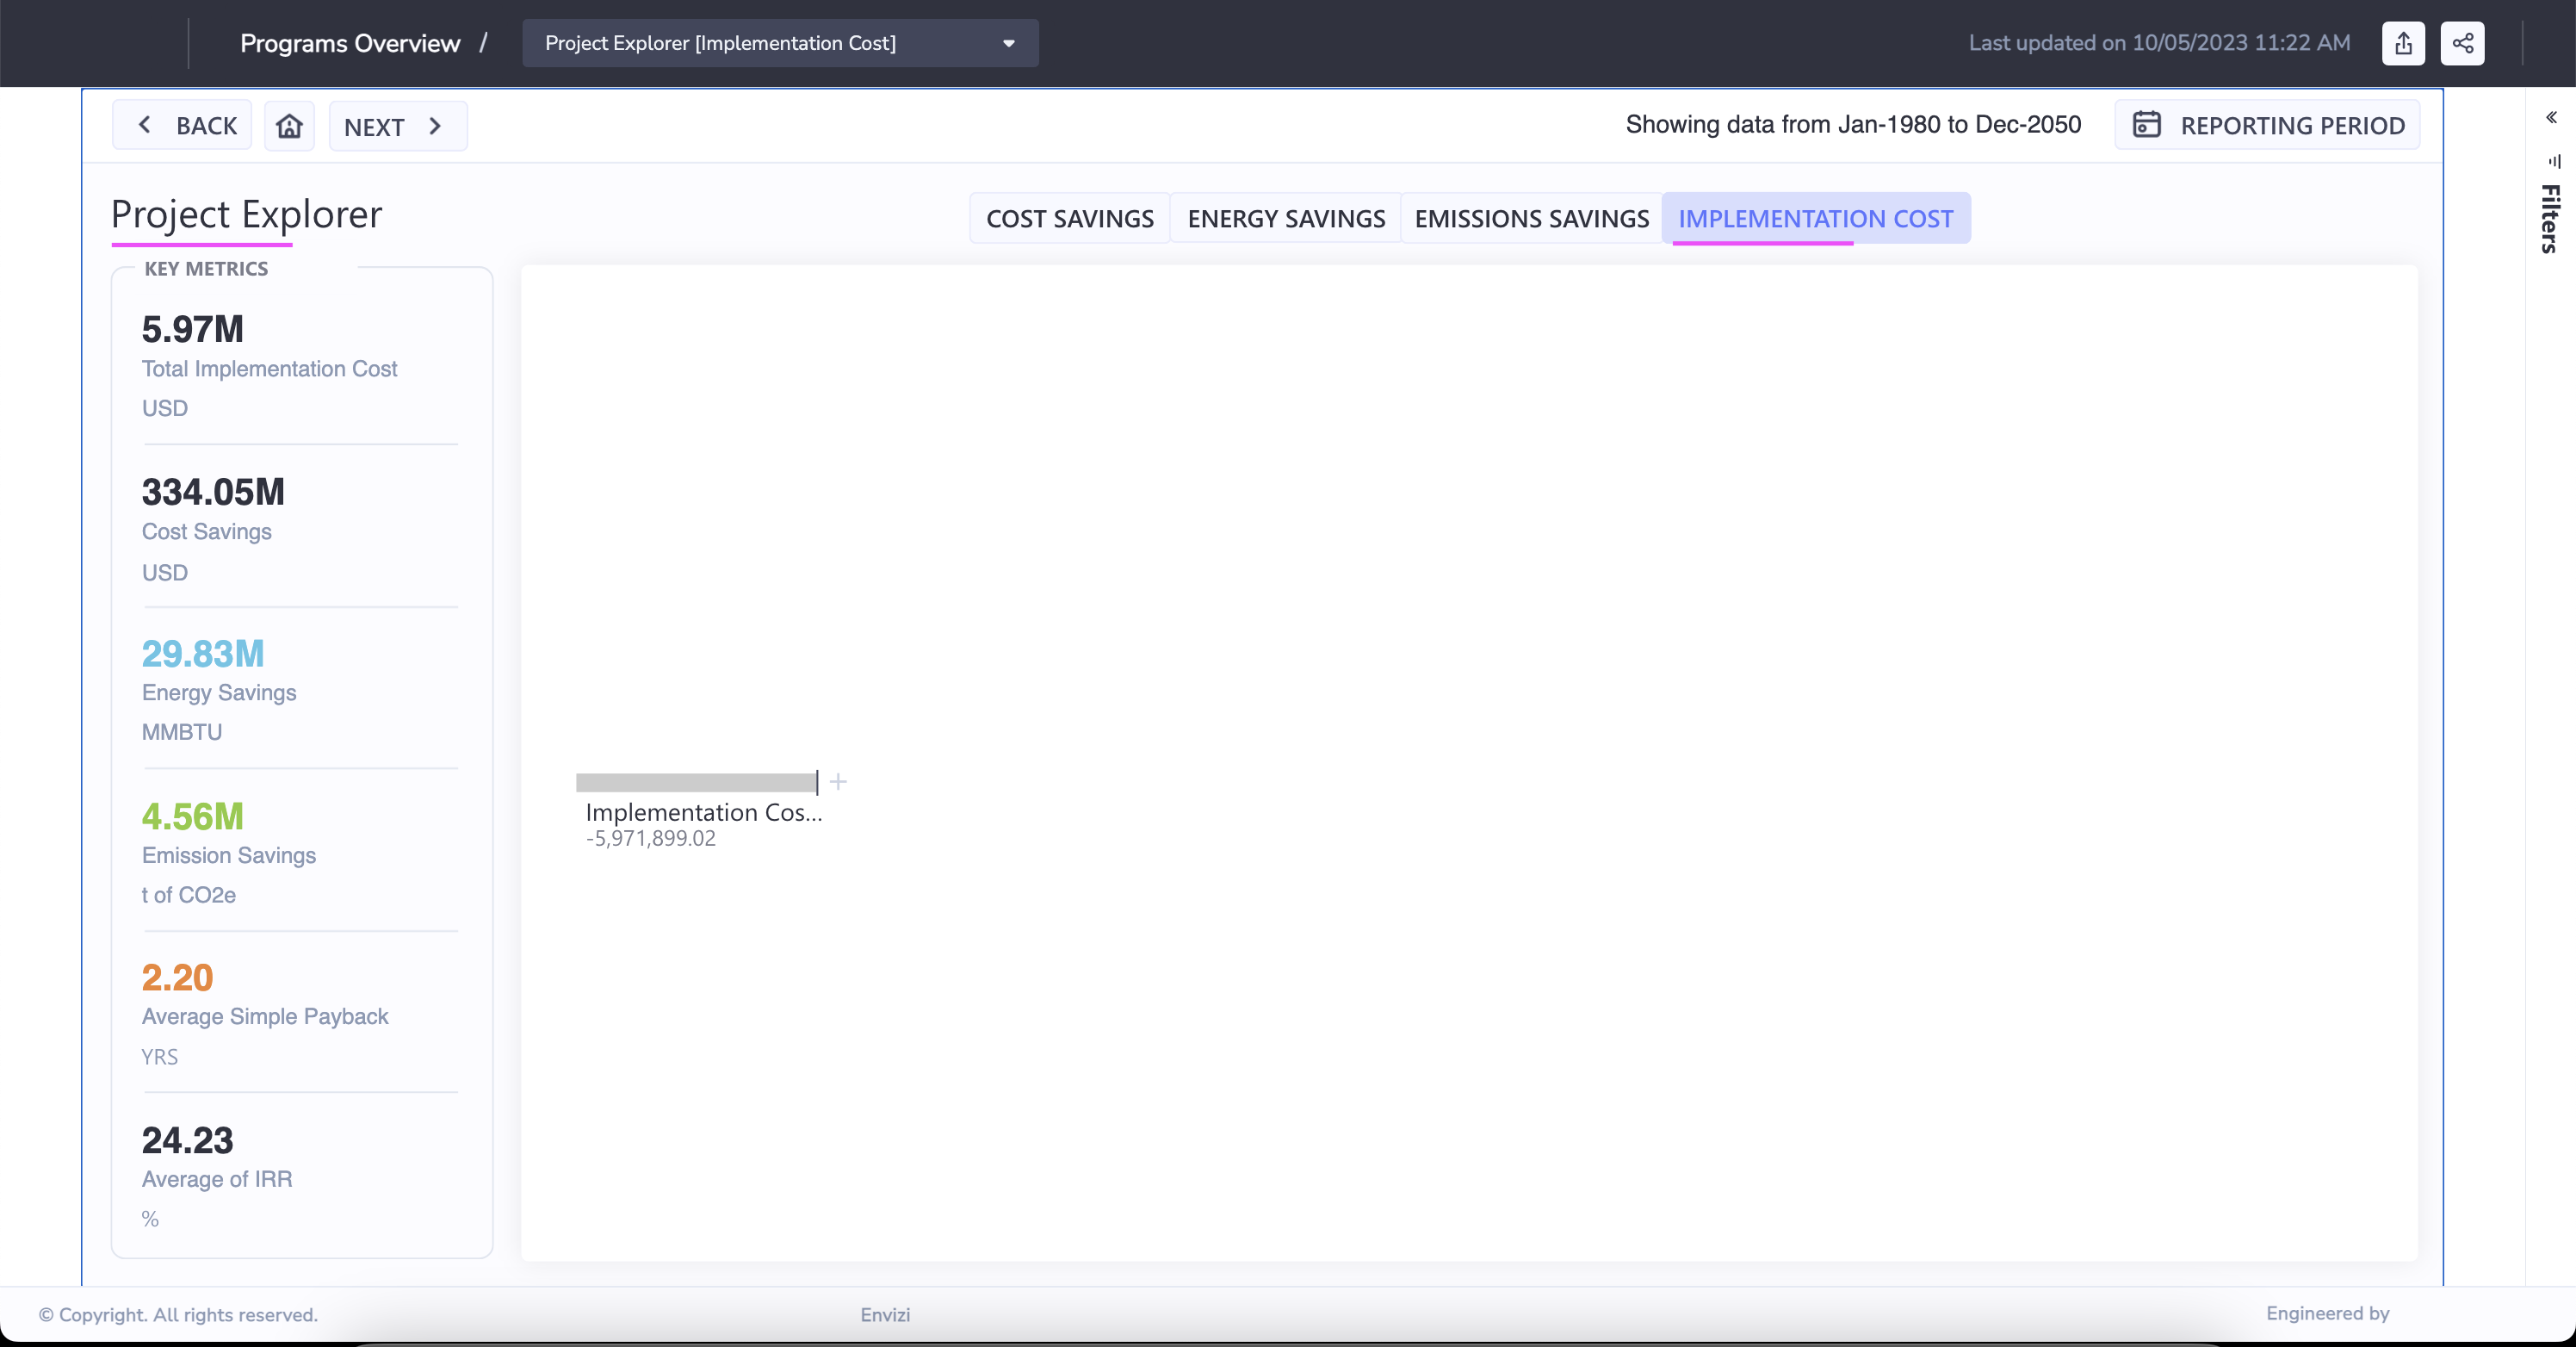 Programs Overview /
Project Explorer [Implementation Cost]
Last updated on 10/05/2023 11:22 AM
BACK
NEXT
Showing data from Jan-1980 to Dec-2050
REPORTING PERIOD
Filters
Project Explorer
COST SAVINGS
ENERGY SAVINGS
EMISSIONS SAVINGS
IMPLEMENTATION COST
KEY METRICS
5.97M
Total Implementation Cost
USD
334.05M
Cost Savings
USD
29.83M
Energy Savings
MMBTU
4.56M
Emission Savings
t of CO2e
2.20
Average Simple Payback
YRS
24.23
Average of IRR
%
Implementation Cos...
-5,971,899.02
© Copyright. All rights reserved.
Envizi
Engineered by